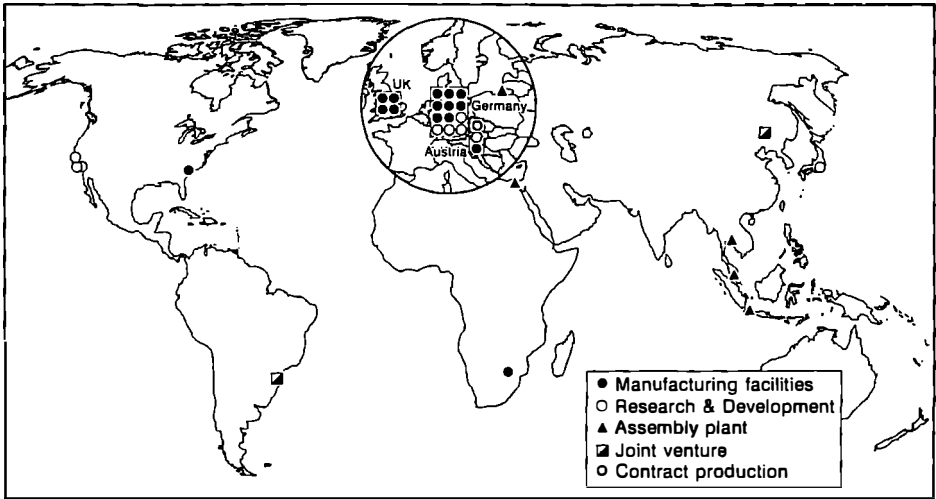 UK
Germany
Austria
Manufacturing facilities
Research & Development
Assembly plant
Joint venture
Contract production